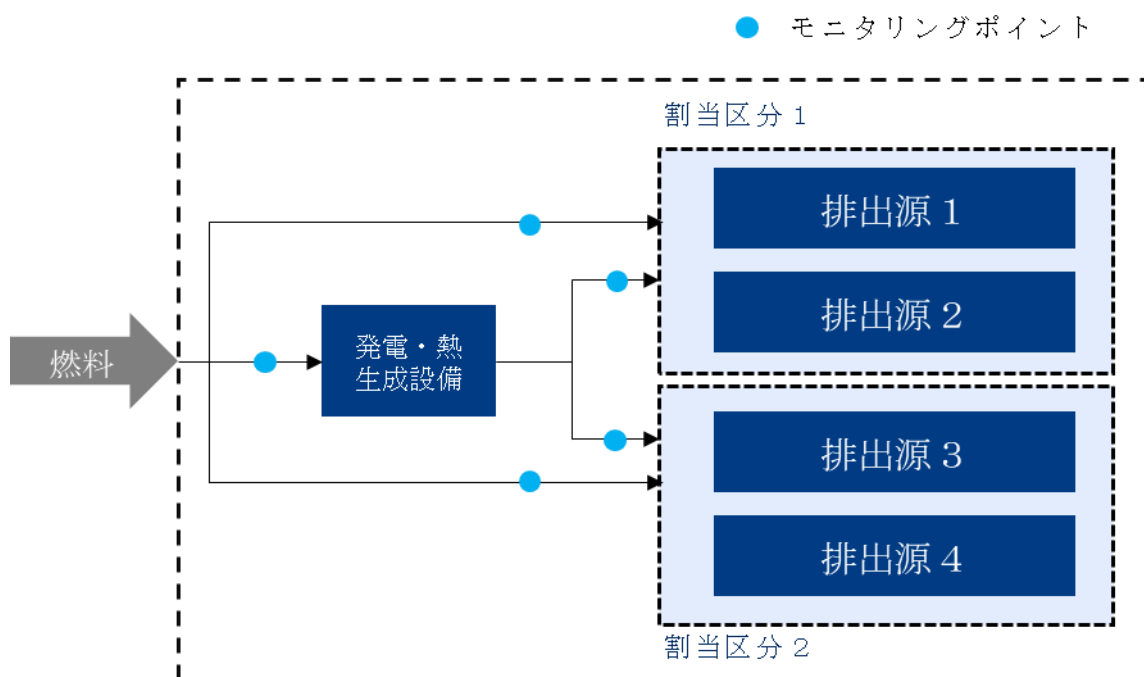 モニタリングポイント
割当区分1
排出源1
排出源2
燃料
発電・熱
生成設備
排出源3
排出源4
割当区分2